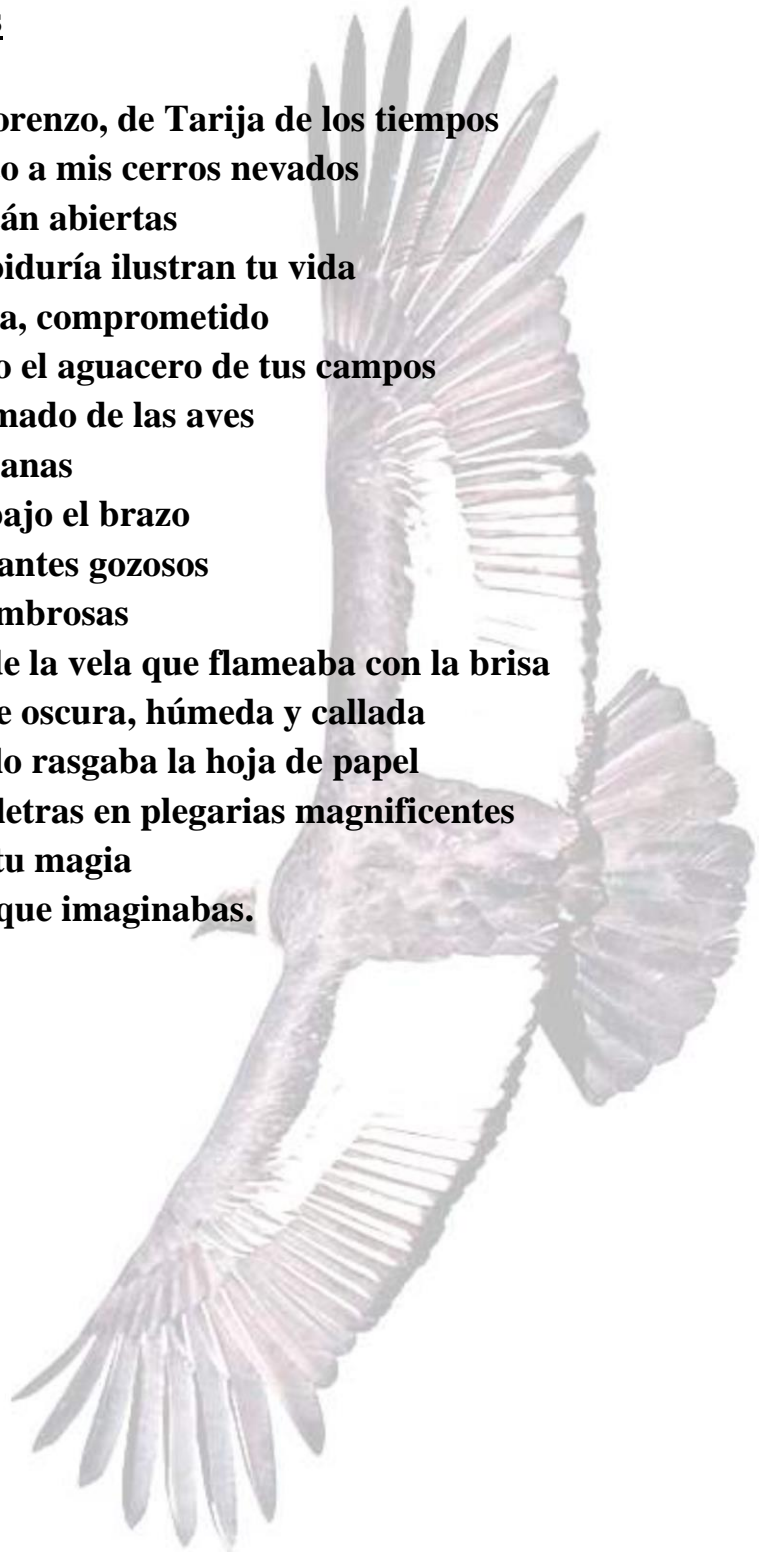 s
orenzo, de Tarija de los tiempos
o a mis cerros nevados
án abiertas
biduría ilustran tu vida
a, comprometido
o el aguacero de tus campos
mado de las aves
anas
bajo el brazo
antes gozosos
mbrosas
de la vela que flameaba con la brisa
e oscura, húmeda y callada
lo rasgaba la hoja de papel
letras en plegarias magnificentes
tu magia
que imaginabas.